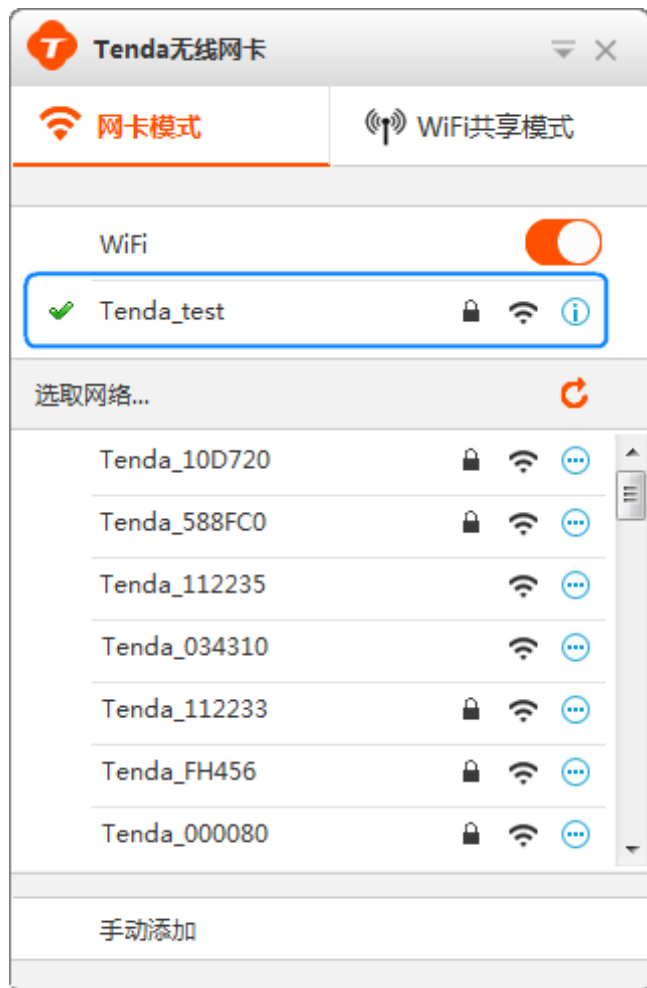 Tenda无线网卡
网卡模式
WiFi共享模式
WiFi
Tenda_test
选取网络...
Tenda_10D720
Tenda_588FC0
Tenda_112235
Tenda_034310
Tenda_112233
Tenda_FH456
Tenda_000080
手动添加